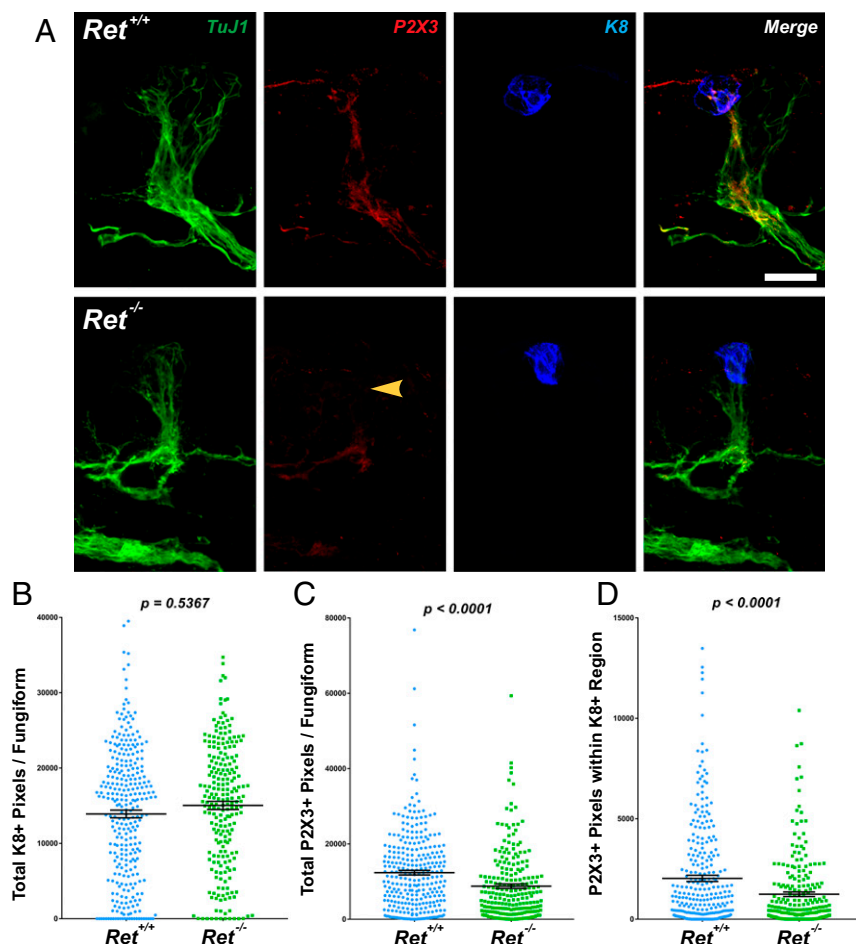 A
Ret+/+ TuJ1 P2X3 K8 Merge
Ret-/-
B
p = 0.5367
Total K8+ Pixels / Fungiform
40000
30000
20000
10000
0
Ret+/+ Ret-/-
C
p < 0.0001
Total P2X3+ Pixels / Fungiform
80000
60000
40000
20000
0
Ret+/+ Ret-/-
D
p < 0.0001
P2X3+ Pixels within K8+ Region
15000
10000
5000
0
Ret+/+ Ret-/-